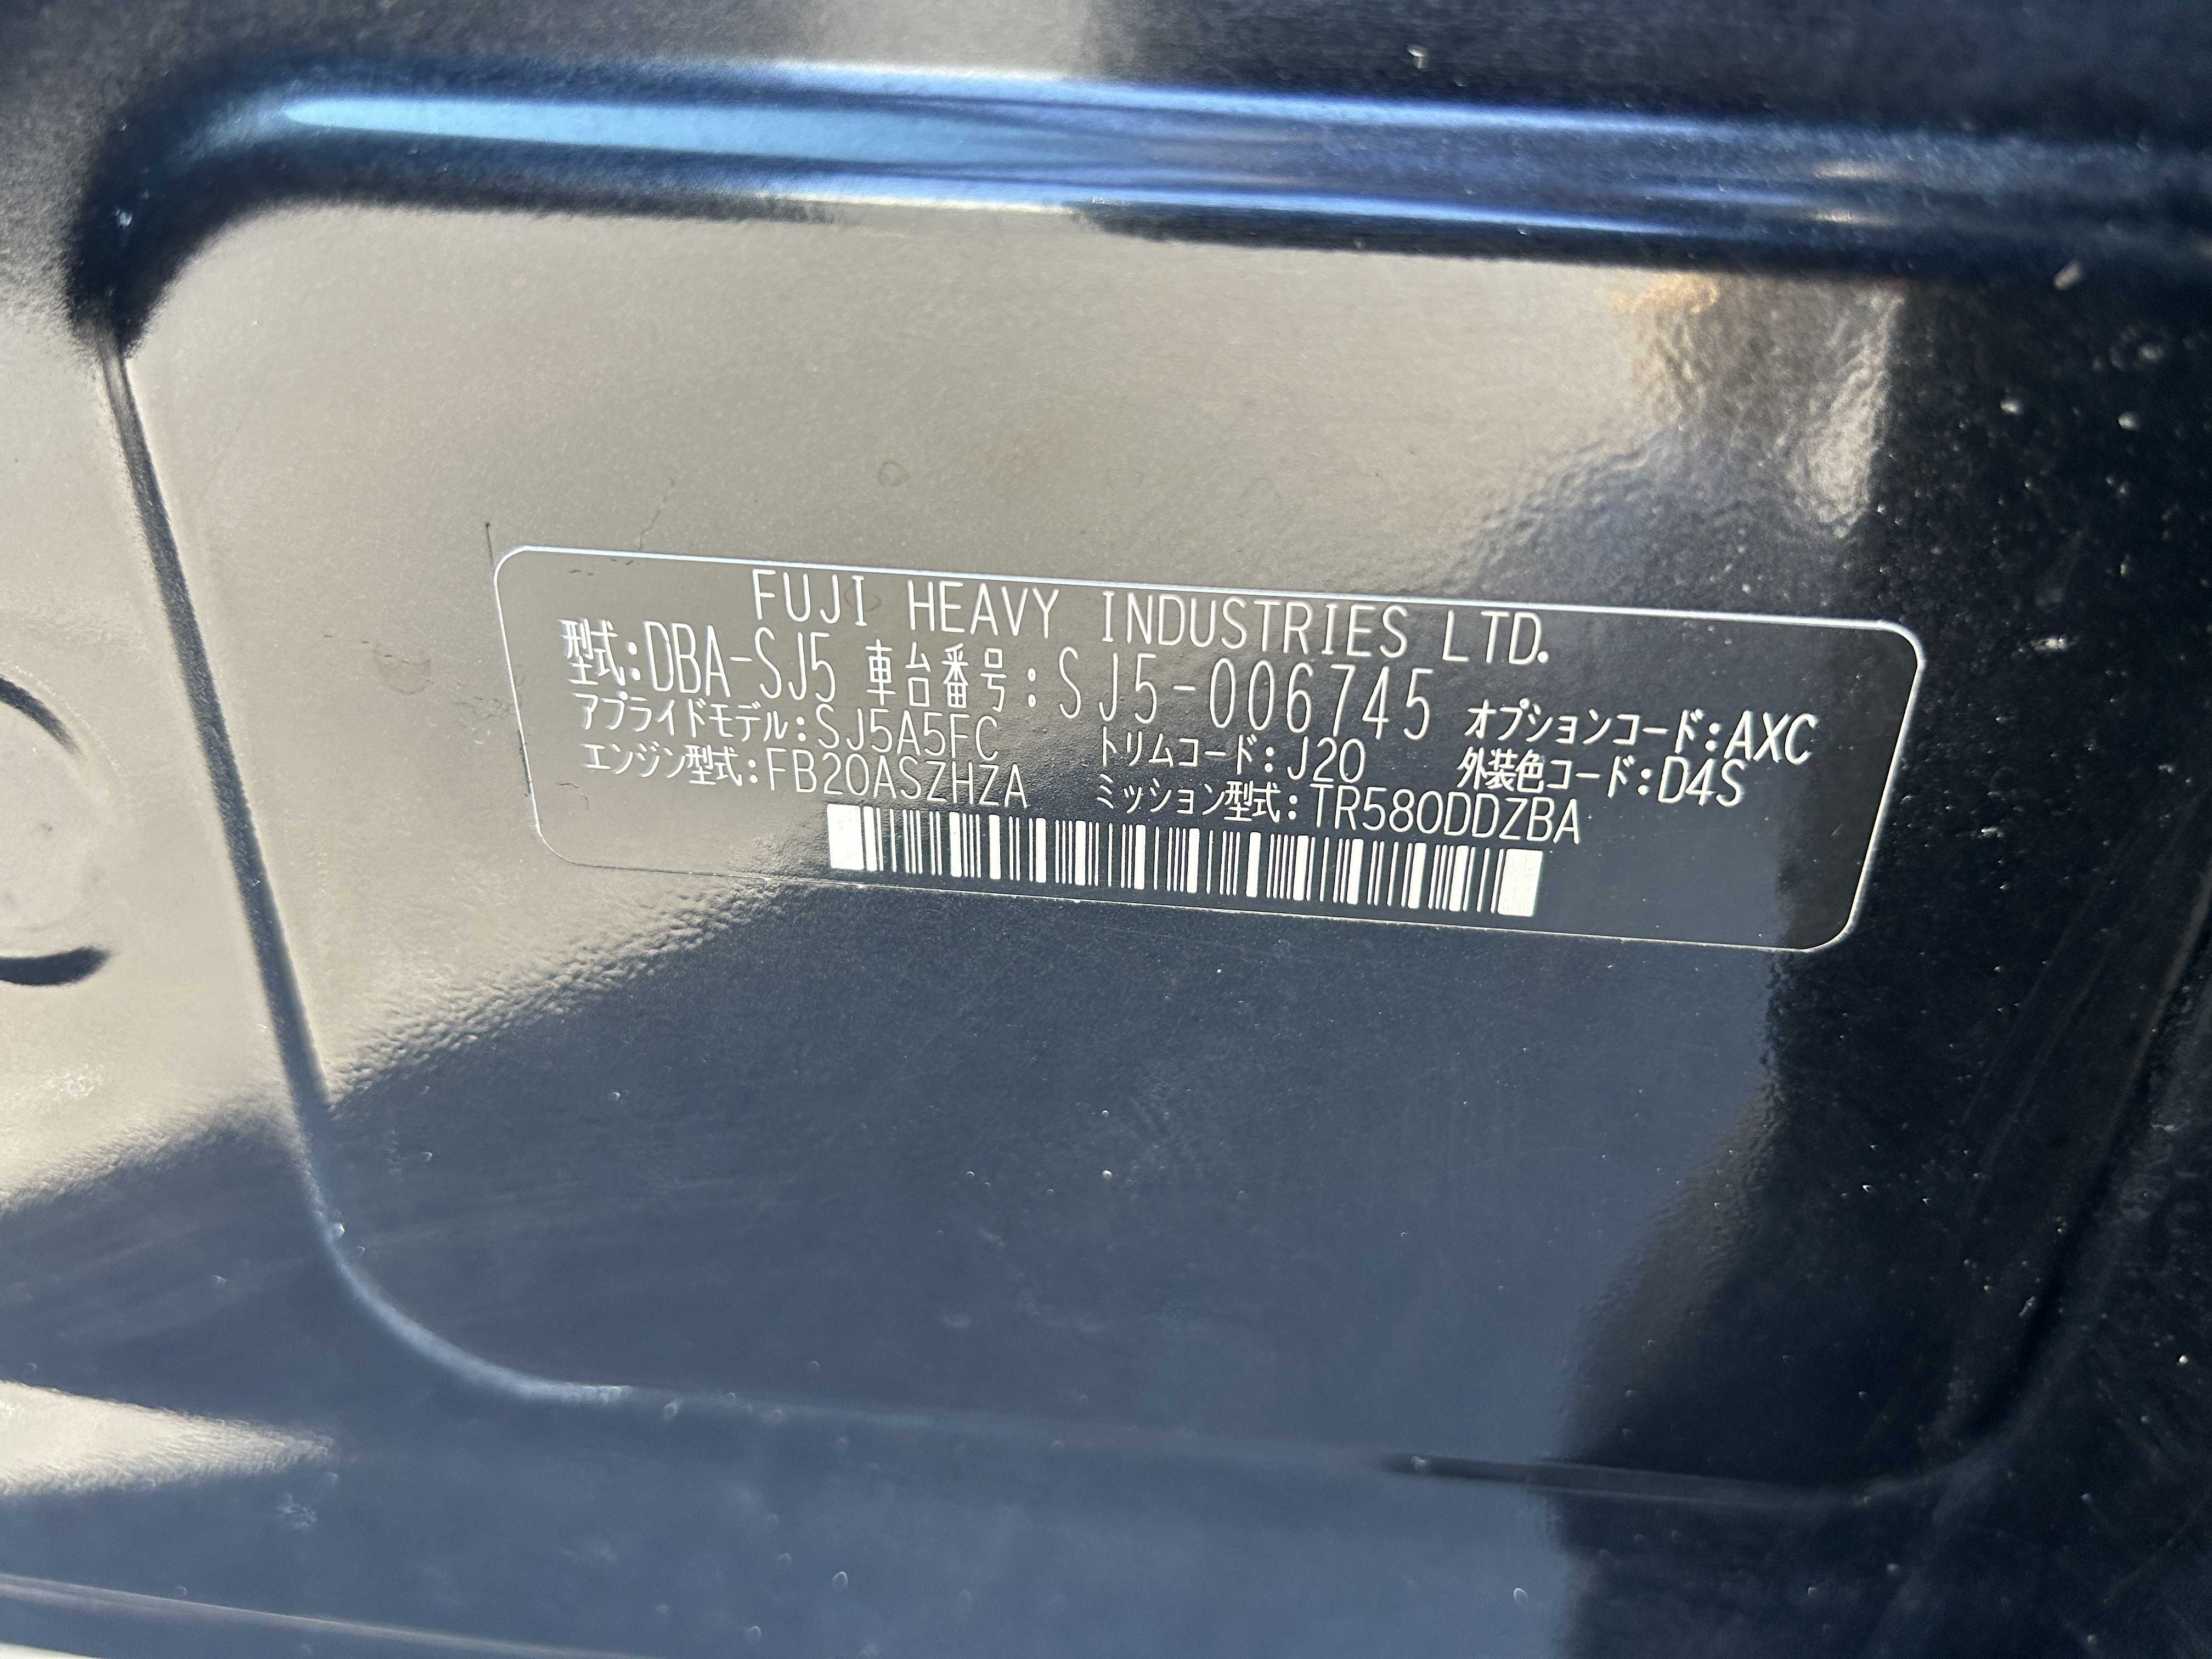 FUJI HEAVY INDUSTRIES LTD.
型式:DBA-SJ5 車台番号:SJ5-006745
アプライドモデル:SJ5A5FC トリムコード:J20 オプションコード:AXC
エンジン型式:FB20ASZHZA ミッション型式:TR580DDZBA 外装色コード:D4S